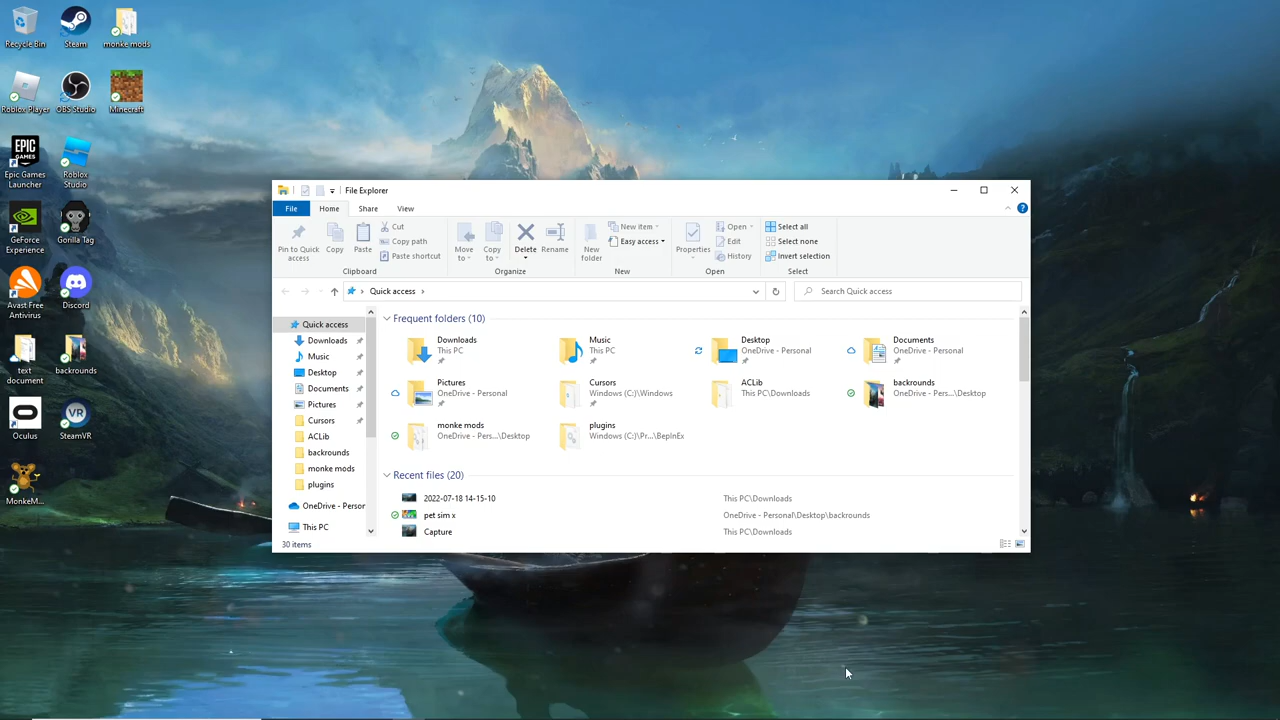 Recycle Bin
Steam
monke mods
Roblox Player
OBS Studio
Minecraft
EPIC
GAMES
Epic Games
Launcher
Roblox
Studio
GeForce
Experience
Gorilla Tag
Avast Free
Antivirus
Discord
text
document
backrounds
Oculus
VR
SteamVR
MonkeM...
File Explorer
File
Home
Share
View
Pin to Quick
access
Copy
Paste
Cut
Copy path
Paste shortcut
Clipboard
Move
to
Copy
to
Delete
Rename
Organize
New
folder
New item
Easy access
New
Properties
Open
Edit
History
Open
Select all
Select none
Invert selection
Select
Quick access
Search Quick access
Quick access
Downloads
Music
Desktop
Documents
Pictures
Cursors
ACLib
backrounds
monke mods
plugins
OneDrive - Person
This PC
Frequent folders (10)
Downloads
This PC
Music
This PC
Desktop
OneDrive - Personal
Documents
OneDrive - Personal
Pictures
OneDrive - Personal
Cursors
Windows (C:)\Windows
ACLib
This PC\Downloads
backrounds
OneDrive - Pers...\Desktop
monke mods
OneDrive - Pers...\Desktop
plugins
Windows (C:)\Pr...\BepInEx
Recent files (20)
2022-07-18 14-15-10
This PC\Downloads
pet sim x
OneDrive - Personal\Desktop\backrounds
Capture
This PC\Downloads
30 items